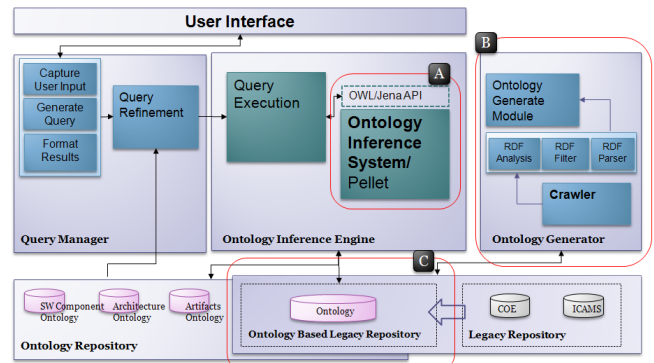 User Interface
Capture
User Input
Generate
Query
Format
Results
Query
Refinement
Query Manager
Query
Execution
A
OWL/Jena API
Ontology
Inference
System/
Pellet
Ontology Inference Engine
B
Ontology
Generate
Module
RDF
Analysis
RDF
Filter
RDF
Parser
Crawler
Ontology Generator
C
SW Component
Ontology
Architecture
Ontology
Artifacts
Ontology
Ontology Repository
Ontology
Ontology Based Legacy Repository
COE
ICAMS
Legacy Repository